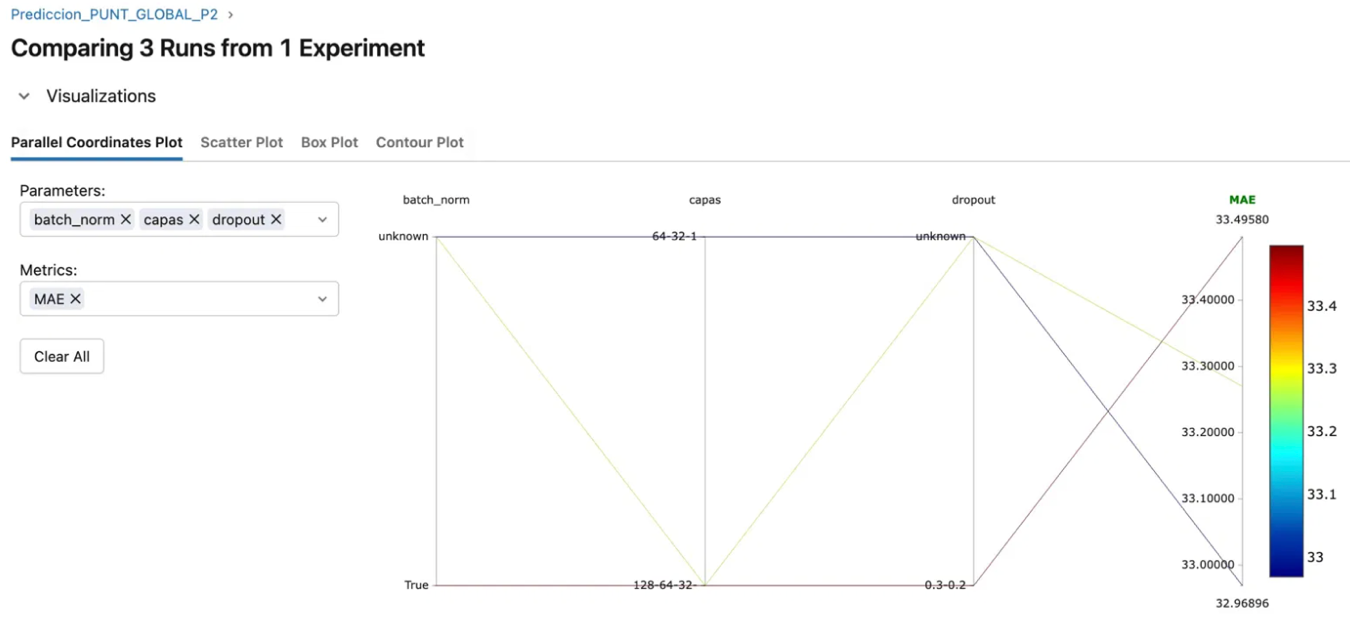 Prediccion_PUNT_GLOBAL_P2 >
Comparing 3 Runs from 1 Experiment
Visualizations
Parallel Coordinates Plot Scatter Plot Box Plot Contour Plot
Parameters:
batch_norm × capas × dropout ×
Metrics:
MAE ×
Clear All
batch_norm capas dropout MAE
33.49580
unknown 64-32-1 unknown
33.40000
33.30000
33.20000
33.10000
33.00000
True 128-64-32- 0.3-0.2
32.96896
33.4
33.3
33.2
33.1
33